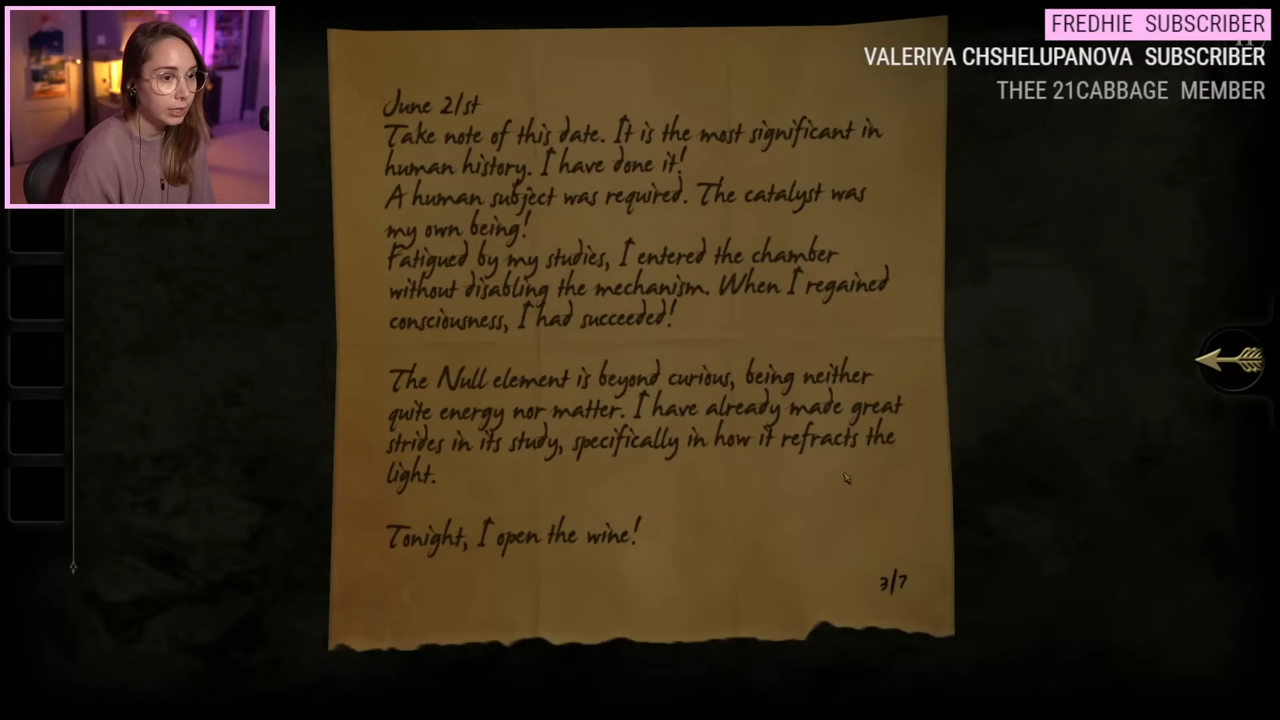 FREDHIE SUBSCRIBER
VALERIYA CHSHELUPANOVA SUBSCRIBER
THEE 21CABBAGE MEMBER
June 21st
Take note of this date. It is the most significant in
human history. I have done it!
A human subject was required. The catalyst was
my own being!
Fatigued by my studies, I entered the chamber
without disabling the mechanism. When I regained
consciousness, I had succeeded!
The Null element is beyond curious, being neither
quite energy nor matter. I have already made great
strides in its study, specifically in how it refracts the
light.
Tonight, I open the wine!
3/7